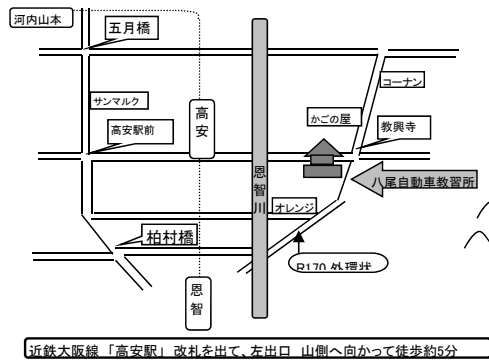 河内山本
五月橋
コーナン
サンマルク
高安
かごの屋
教興寺
高安駅前
恩智川
八尾自動車教習所
オレンジ
柏村橋
R170 外環状
恩智
近鉄大阪線 「高安駅」 改札を出て、左出口 山側へ向かって徒歩約5分